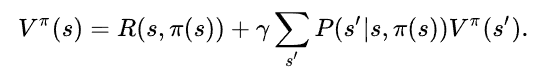 V^π(s) = R(s, π(s)) + γ ∑_{s'} P(s'|s, π(s))V^π(s').